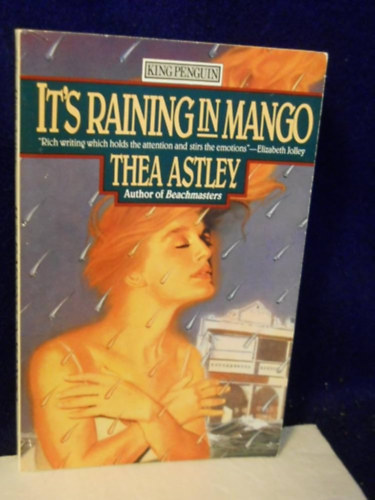 KING PENGUIN
IT'S RAINING IN MANGO
"Rich writing which holds the attention and stirs the emotions"—Elizabeth Jolley
THEA ASTLEY
Author of Beachmasters